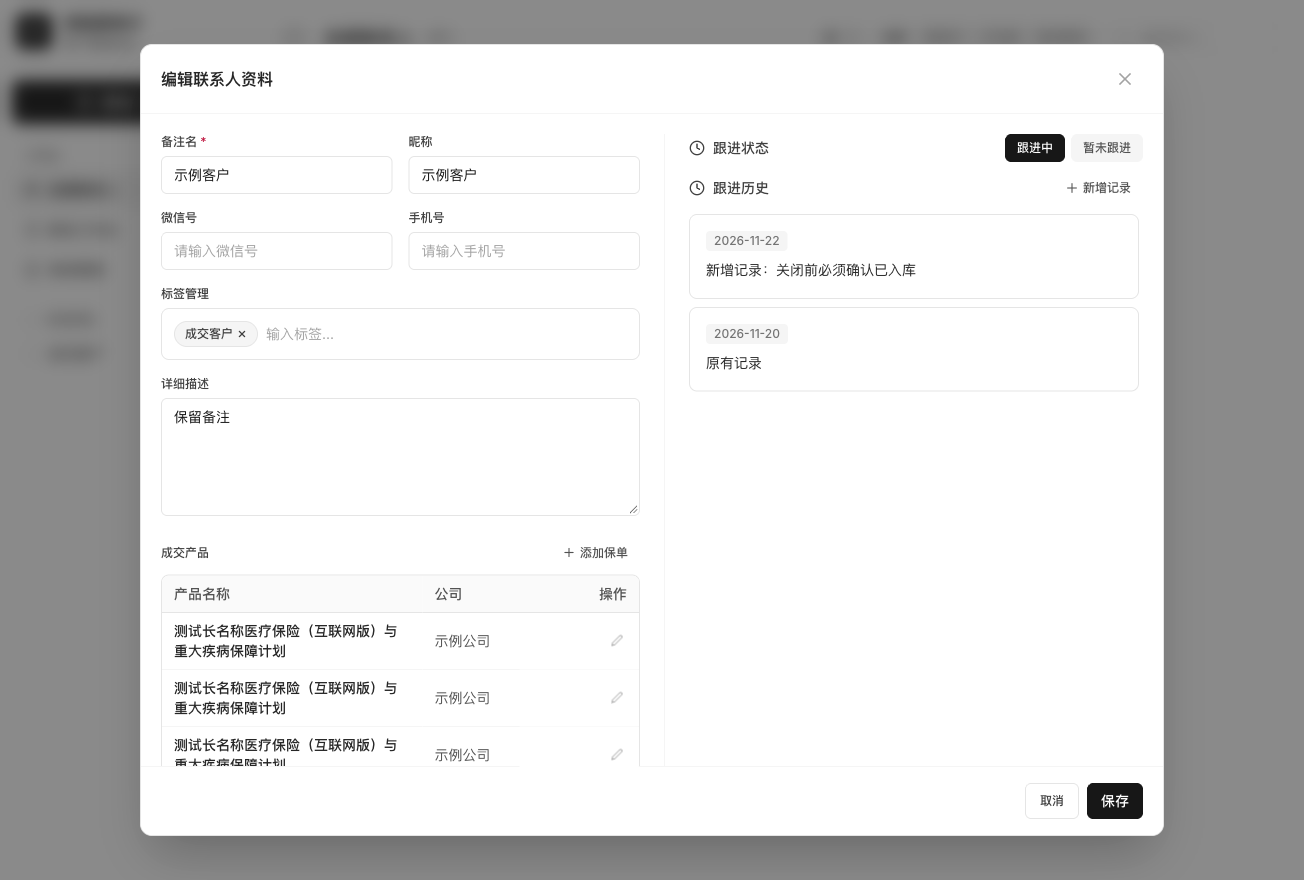 编辑联系人资料
备注名 *
昵称
示例客户
示例客户
微信号
手机号
请输入微信号
请输入手机号
标签管理
成交客户 × 输入标签...
详细描述
保留备注
成交产品
+ 添加保单
产品名称 公司 操作
测试长名称医疗保险（互联网版）与
重大疾病保障计划
示例公司
测试长名称医疗保险（互联网版）与
重大疾病保障计划
示例公司
测试长名称医疗保险（互联网版）与
重大疾病保障计划
示例公司
跟进状态
跟进中 暂未跟进
跟进历史
+ 新增记录
2026-11-22
新增记录：关闭前必须确认已入库
2026-11-20
原有记录
取消 保存